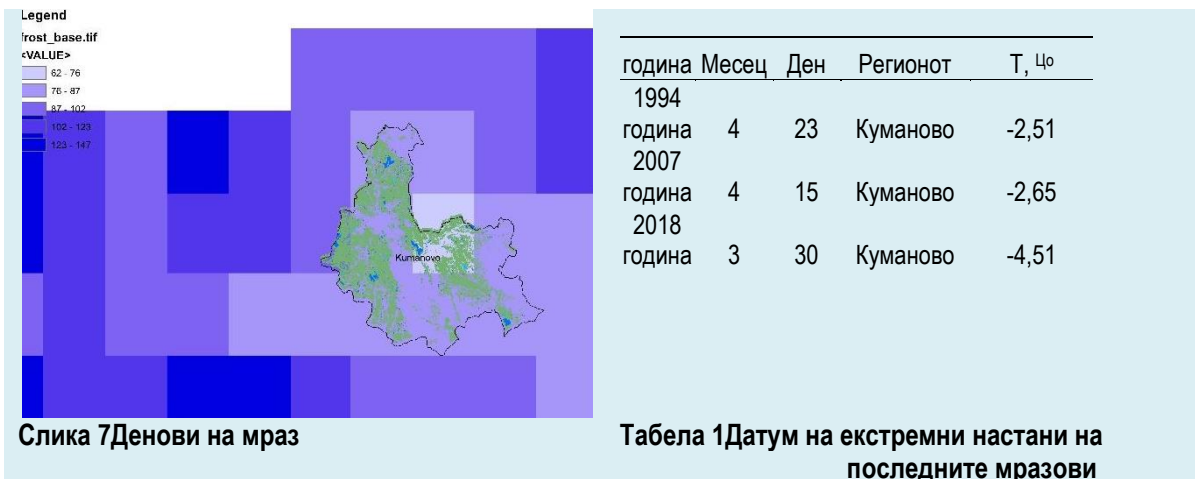 Legend
frost_base.tif
<VALUE>
62 - 76
76 - 87
87 - 102
102 - 123
123 - 147
Kumanovo
Слика 7Денови на мраз
година Месец Ден Регионот Т, Цо
1994
година 4 23 Куманово -2,51
2007
година 4 15 Куманово -2,65
2018
година 3 30 Куманово -4,51
Табела 1Датум на екстремни настани на
последните мразови